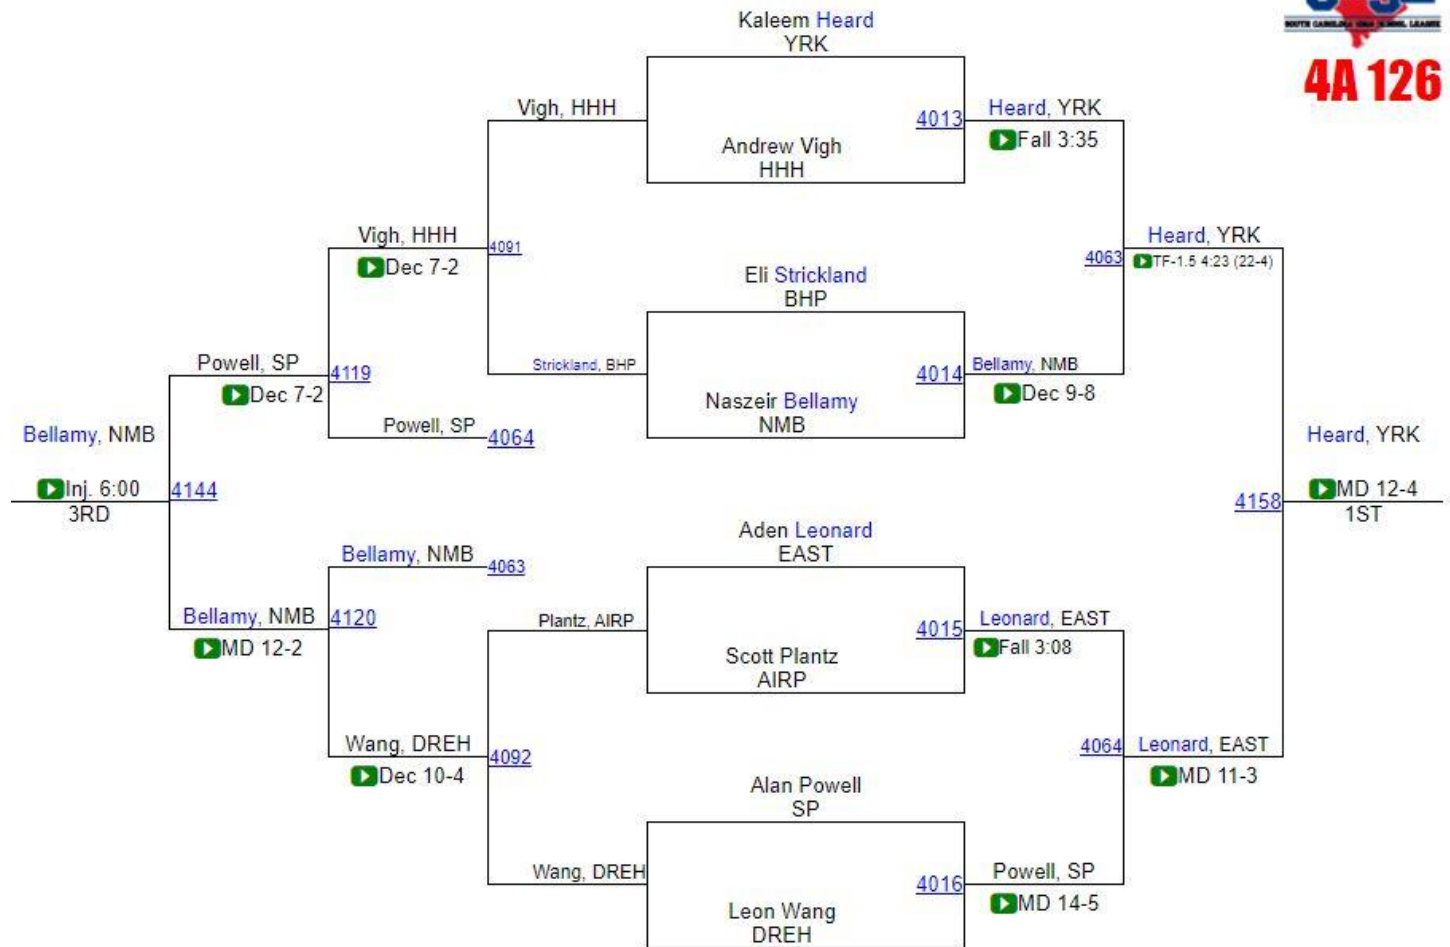 SOUTH CAROLINA HIGH SCHOOL LEAGUE
4A 126
Kaleem Heard
YRK
Vigh, HHH
4013
Heard, YRK
Fall 3:35
Andrew Vigh
HHH
Vigh, HHH
4091
Dec 7-2
Heard, YRK
4063
TF-1.5 4:23 (22-4)
Eli Strickland
BHP
Powell, SP
4119
Dec 7-2
Strickland, BHP
4014
Bellamy, NMB
Dec 9-8
Naszeir Bellamy
NMB
Powell, SP
4064
Bellamy, NMB
Inj. 6:00
3RD
4144
Heard, YRK
4158
MD 12-4
1ST
Aden Leonard
EAST
Bellamy, NMB
4063
Bellamy, NMB
4120
MD 12-2
Plantz, AIRP
4015
Leonard, EAST
Fall 3:08
Scott Plantz
AIRP
Wang, DREH
4092
Dec 10-4
4064
Leonard, EAST
MD 11-3
Alan Powell
SP
Wang, DREH
4016
Powell, SP
MD 14-5
Leon Wang
DREH